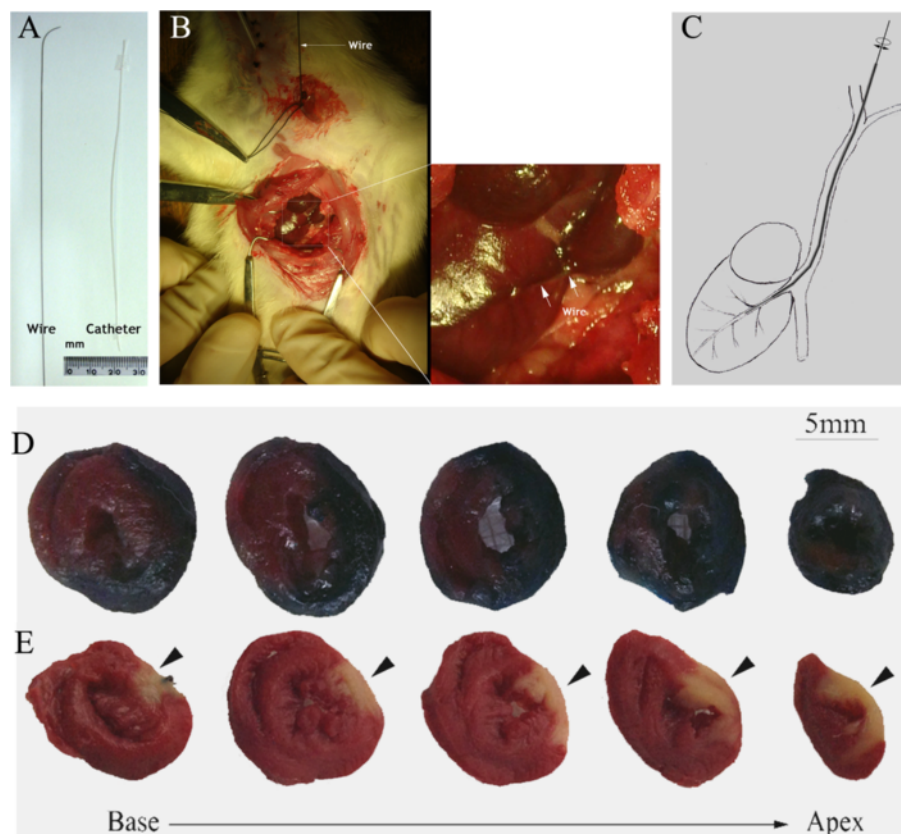 A
B
C
Wire
Wire
Wire Catheter
mm
0 10 20 30
D
5mm
E
Base
Apex